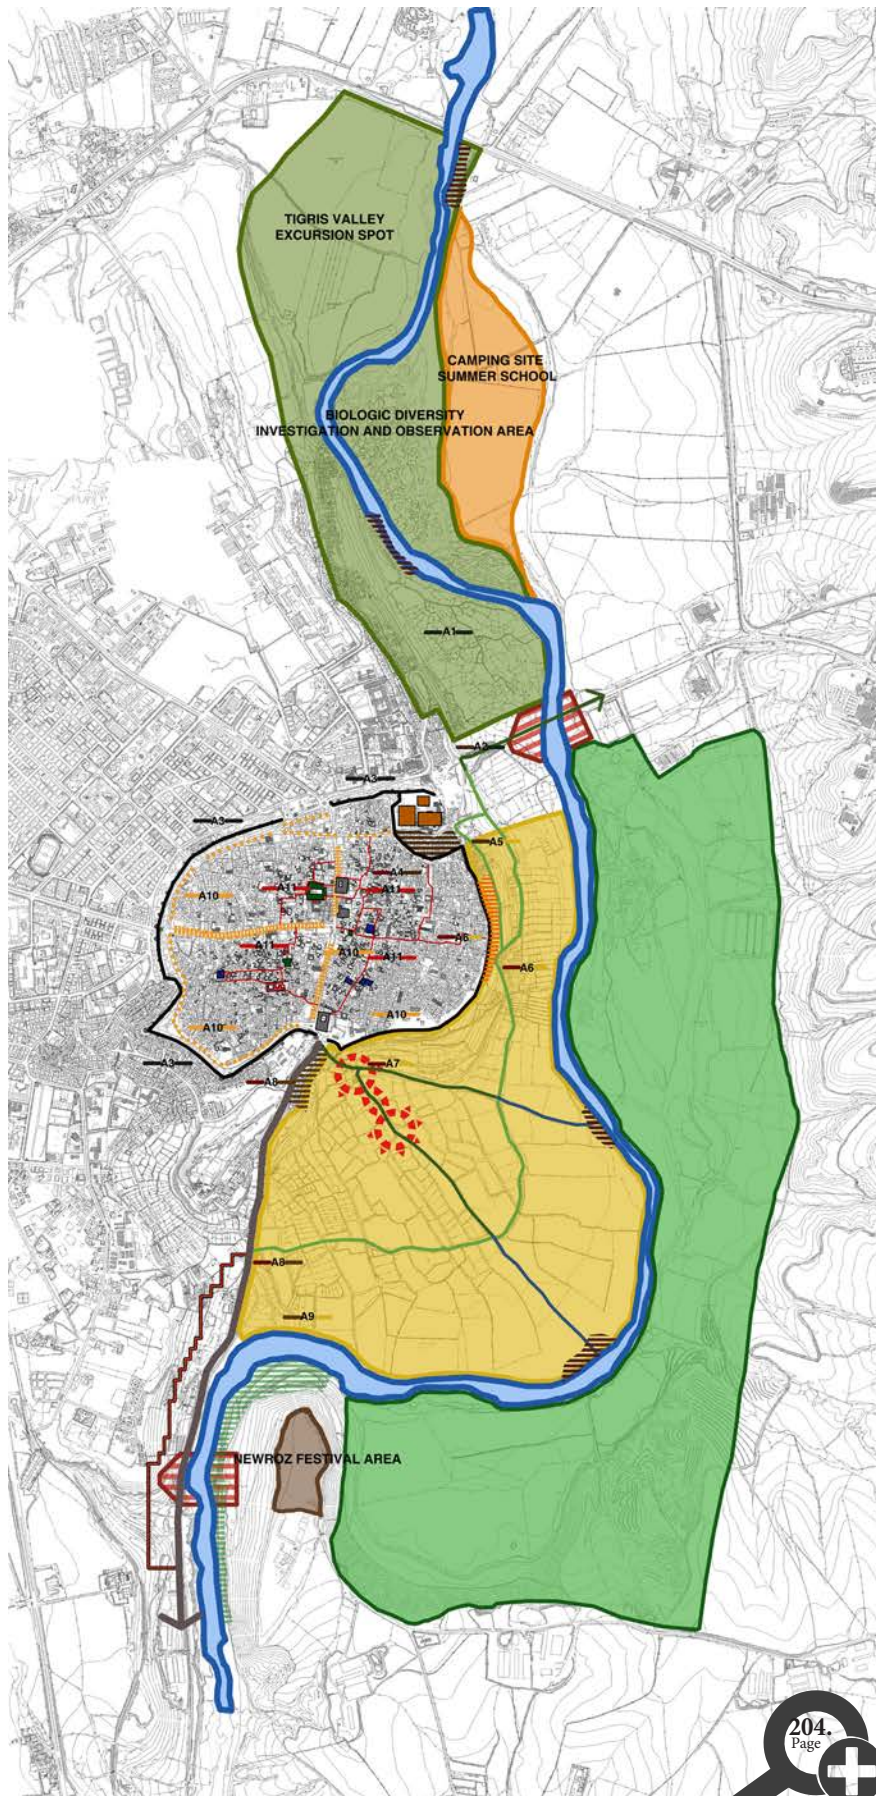 TIGRIS VALLEY
EXCURSION SPOT
CAMPING SITE
SUMMER SCHOOL
BIOLOGIC DIVERSITY
INVESTIGATION AND OBSERVATION AREA
A1
A2
A3
A3
A5
A4
A11
A11
A10
A6
A11
A10
A11
A6
A10
A10
A3
A7
A8
A8
A9
NEWROZ FESTIVAL AREA
204.
Page